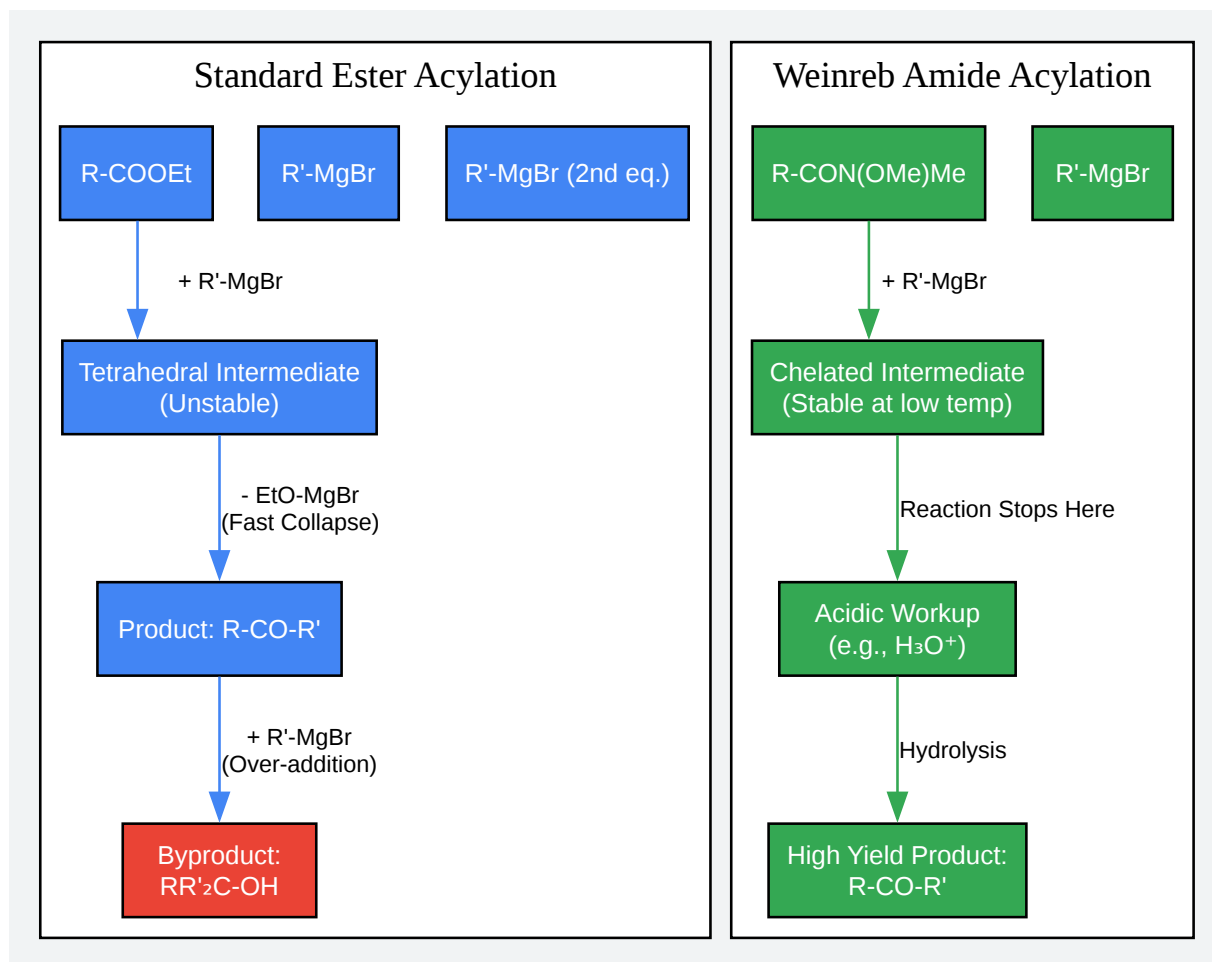 Standard Ester Acylation
R-COOEt
R'-MgBr
R'-MgBr (2nd eq.)
+ R'-MgBr
Tetrahedral Intermediate
(Unstable)
- EtO-MgBr
(Fast Collapse)
Product: R-CO-R'
+ R'-MgBr
(Over-addition)
Byproduct:
RR'₂C-OH
Weinreb Amide Acylation
R-CON(OMe)Me
R'-MgBr
+ R'-MgBr
Chelated Intermediate
(Stable at low temp)
Reaction Stops Here
Acidic Workup
(e.g., H₃O⁺)
Hydrolysis
High Yield Product:
R-CO-R'